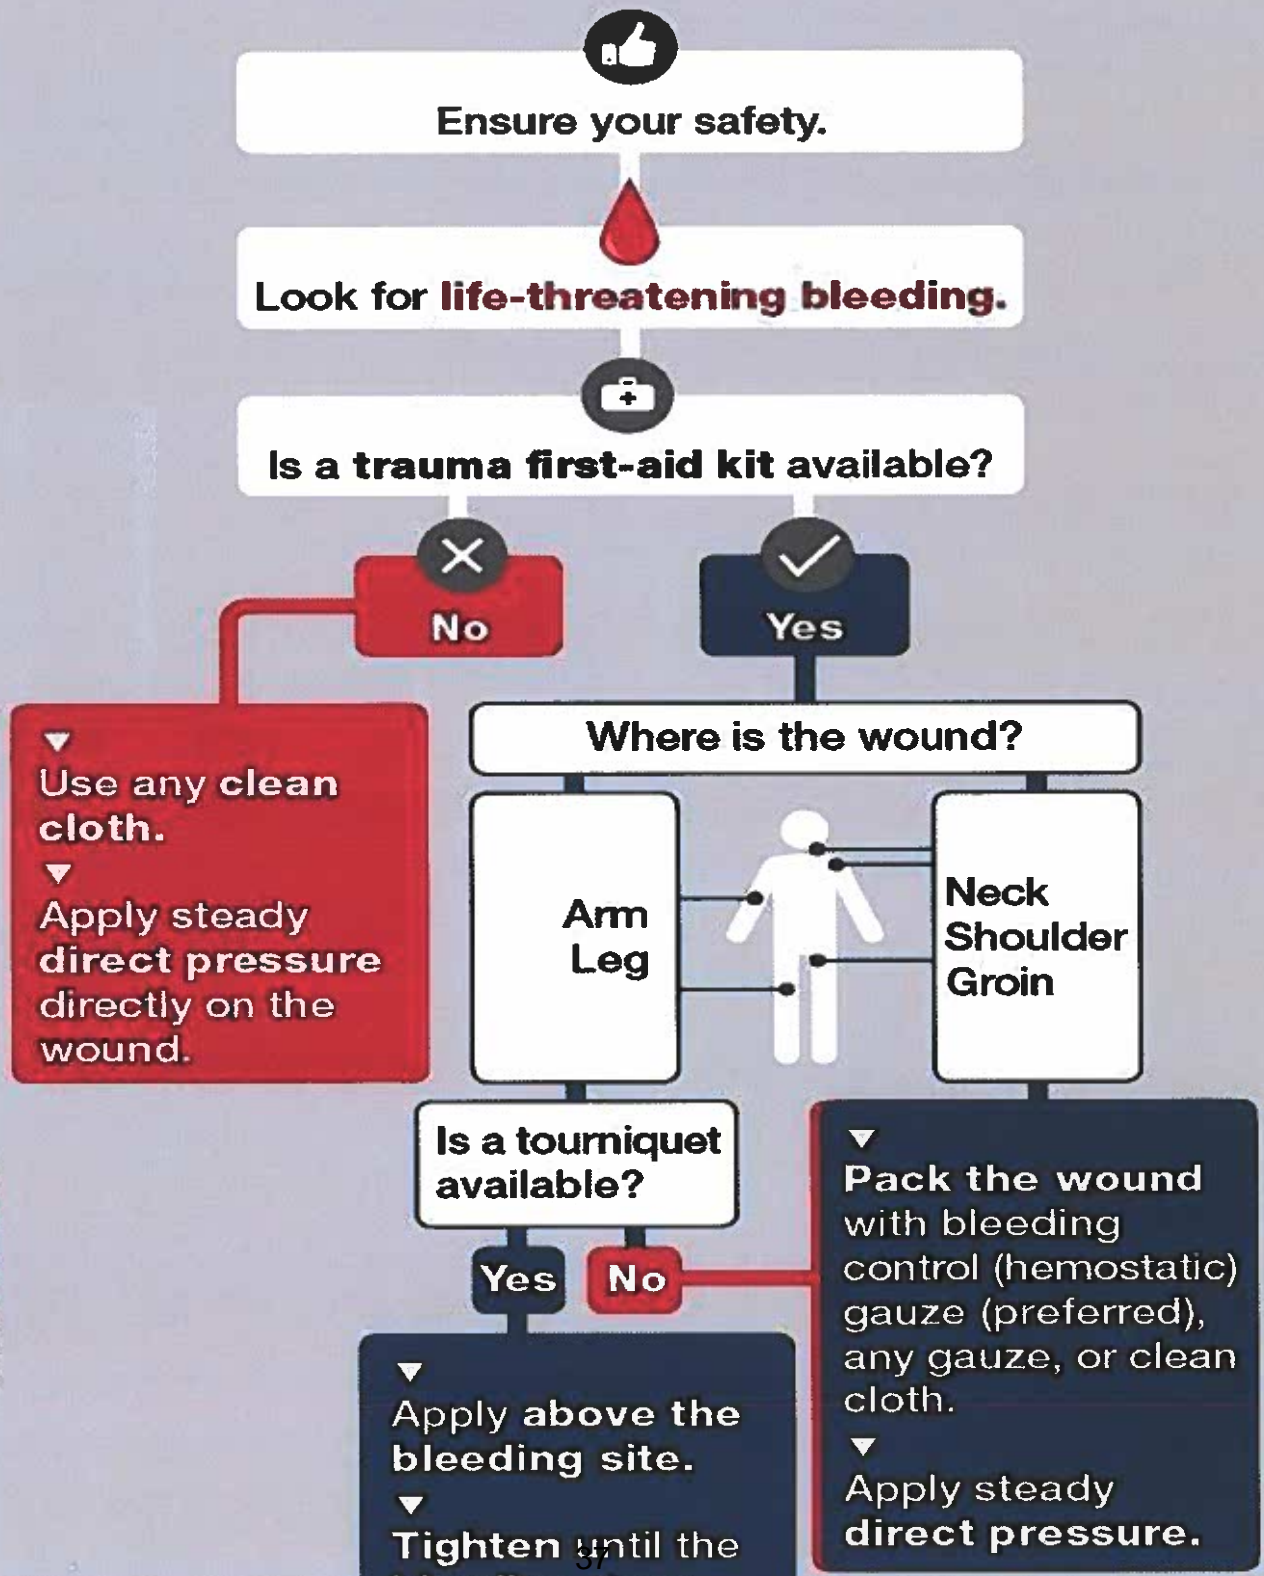 Ensure your safety.
Look for life-threatening bleeding.
Is a trauma first-aid kit available?
No
Yes
Use any clean
cloth.
Apply steady
direct pressure
directly on the
wound.
Where is the wound?
Arm
Leg
Neck
Shoulder
Groin
Is a tourniquet
available?
Yes
No
Apply above the
bleeding site.
Tighten until the
Pack the wound
with bleeding
control (hemostatic)
gauze (preferred),
any gauze, or clean
cloth.
Apply steady
direct pressure.
37